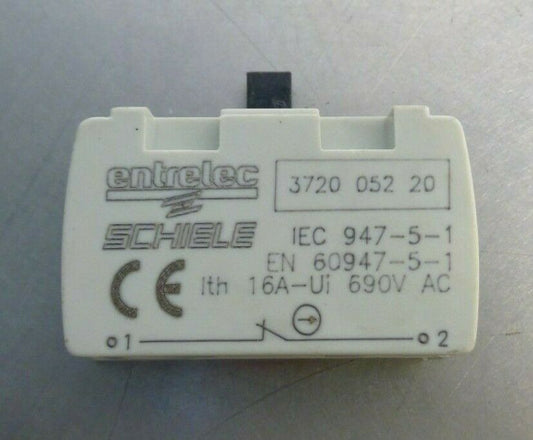 entrelec
3720 052 20
SCHIELE
IEC 947-5-1
EN 60947-5-1
CE
Ith 16A-Ui 690V AC
1 2